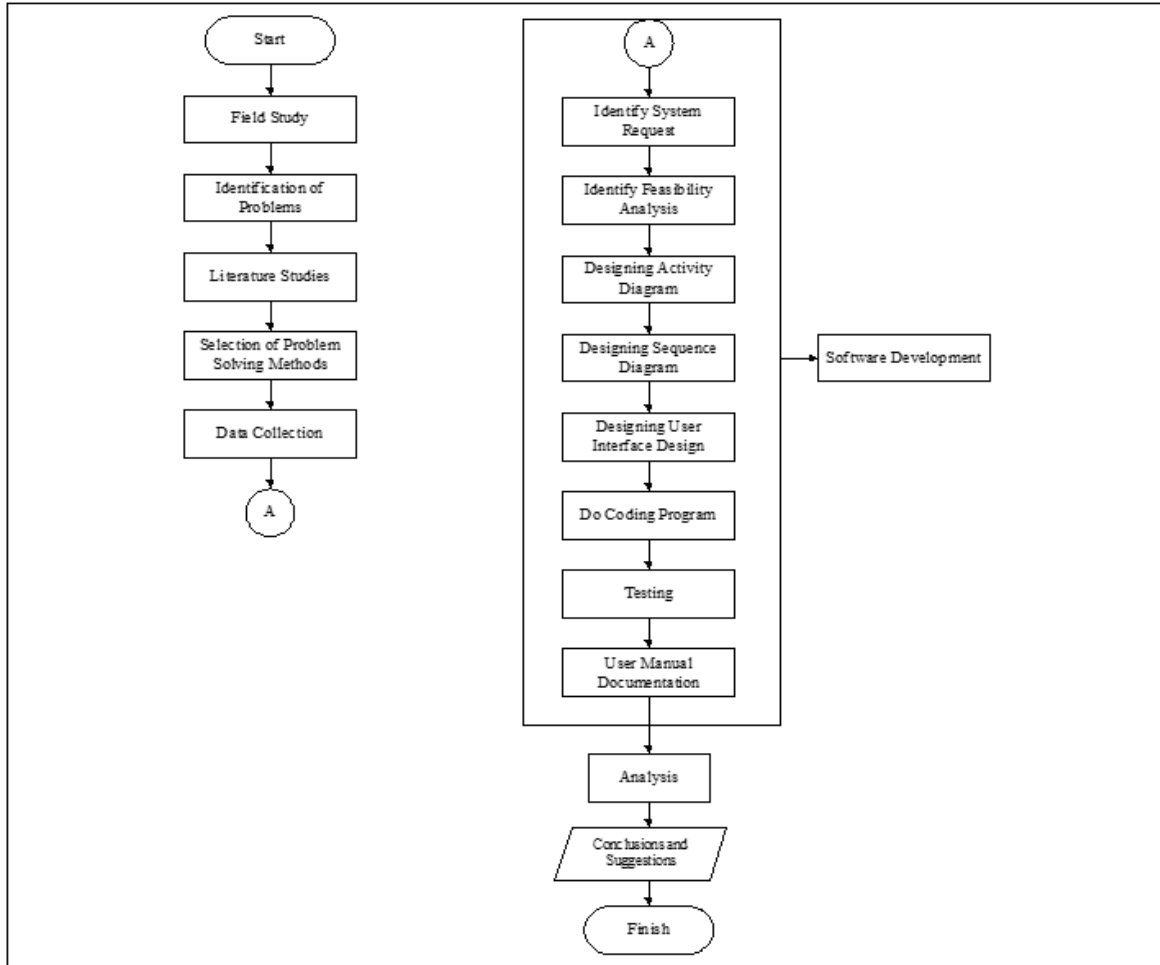 Start
Field Study
Identification of
Problems
Literature Studies
Selection of Problem
Solving Methods
Data Collection
A
A
Identify System
Request
Identify Feasibility
Analysis
Designing Activity
Diagram
Designing Sequence
Diagram
Designing User
Interface Design
Do Coding Program
Testing
User Manual
Documentation
Software Development
Analysis
Conclusions and
Suggestions
Finish